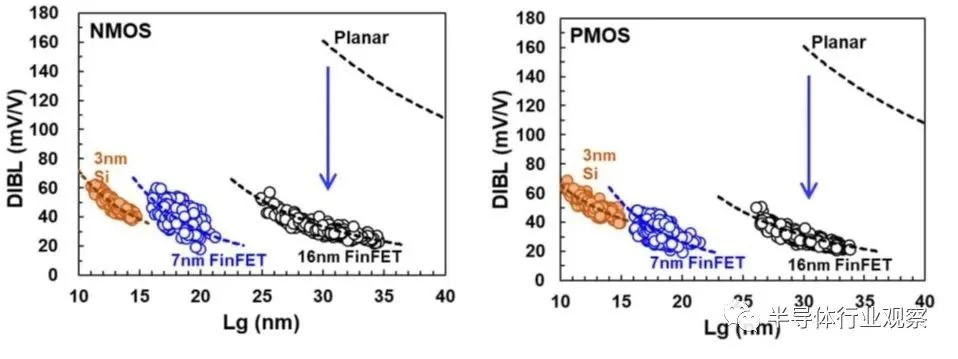 NMOS
Planar
3nm
Si
7nm FinFET
16nm FinFET
DIBL (mV/V)
180
160
140
120
100
80
60
40
20
0
10
15
20
25
30
35
40
Lg (nm)
PMOS
Planar
3nm
Si
7nm FinFET
16nm FinFET
DIBL (mV/V)
180
160
140
120
100
80
60
40
20
0
10
15
20
25
30
35
40
Lg (nm)
半导体行业观察